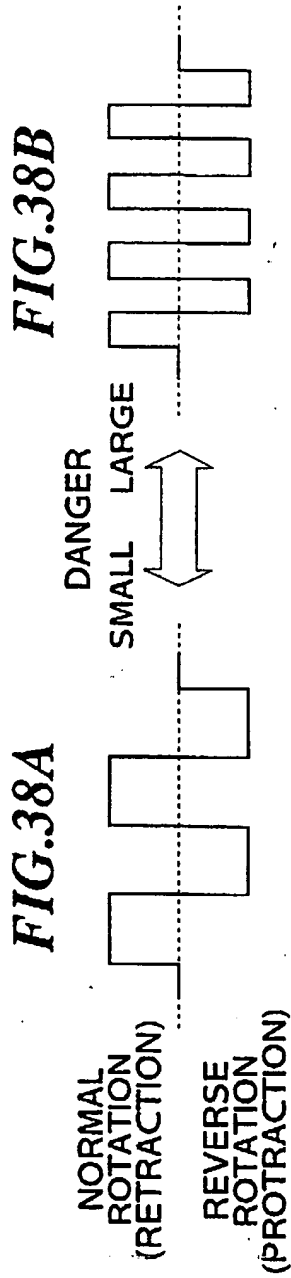 FIG.38A
FIG.38B
DANGER
SMALL LARGE
NORMAL
ROTATION
(RETRACTION)
REVERSE
ROTATION
(PROTRACTION)